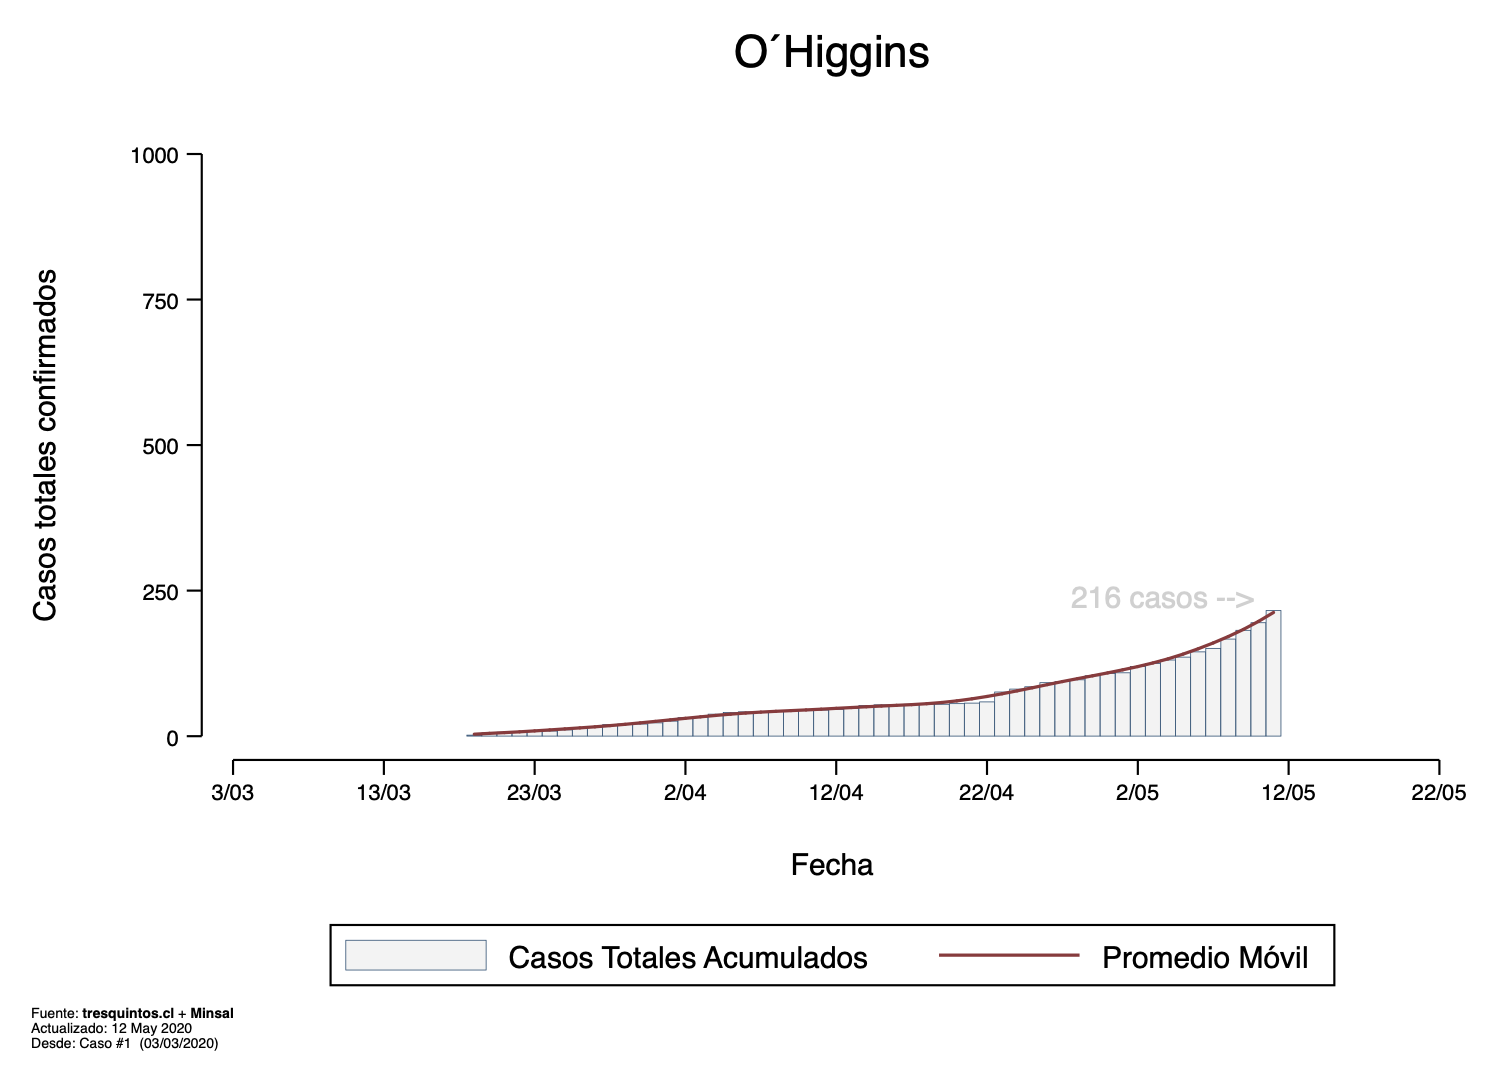 O´Higgins
Casos totales confirmados
1000
750
500
250
0
216 casos -->
3/03
13/03
23/03
2/04
12/04
22/04
2/05
12/05
22/05
Fecha
Casos Totales Acumulados
Promedio Móvil
Fuente: tresquintos.cl + Minsal
Actualizado: 12 May 2020
Desde: Caso #1 (03/03/2020)